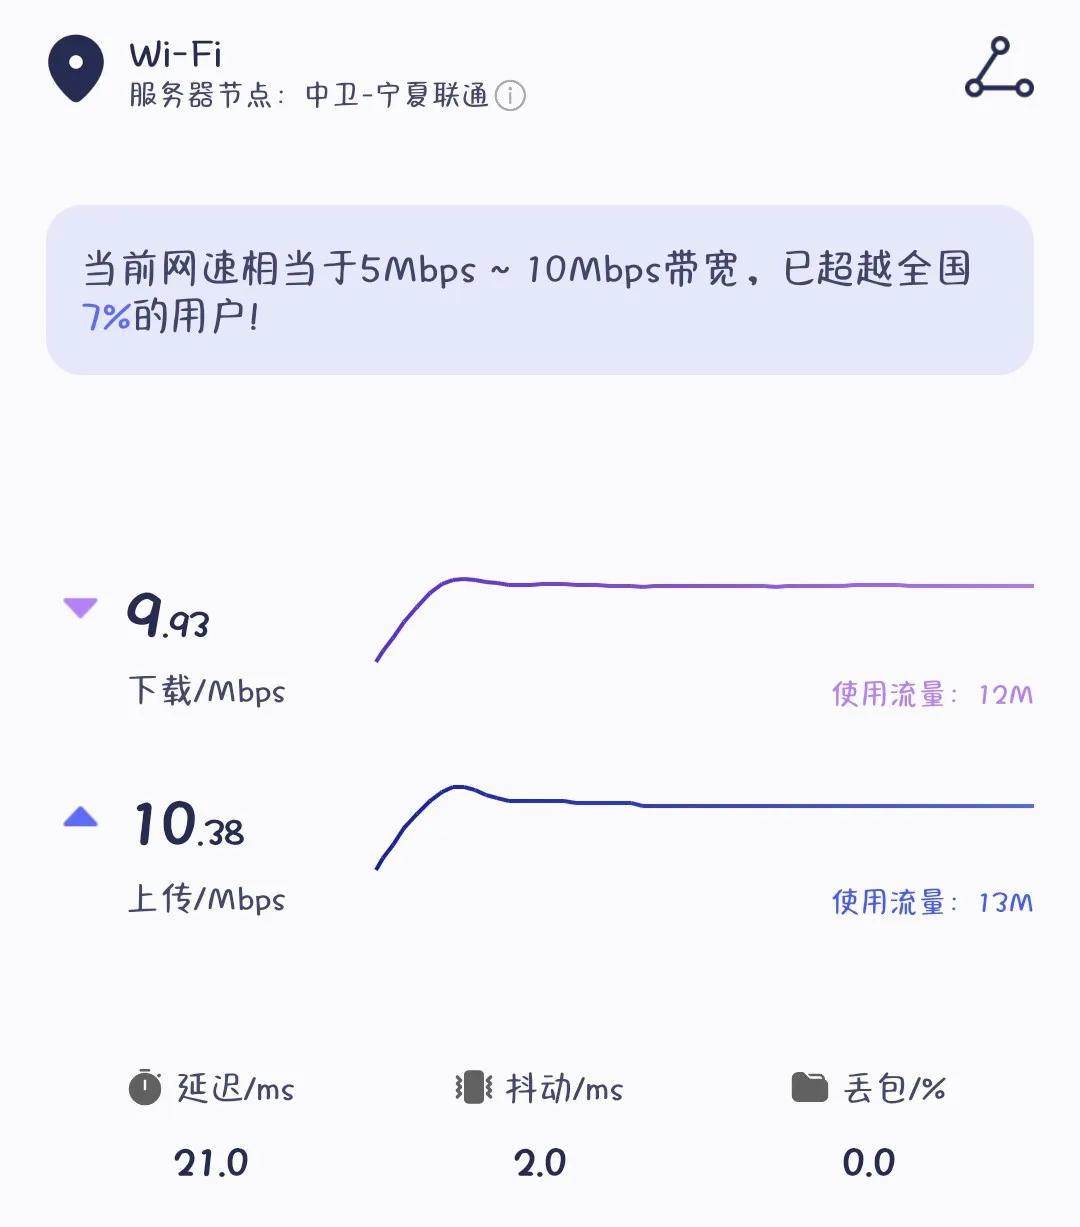 Wi-Fi
服务器节点：中卫-宁夏联通
当前网速相当于5Mbps ~ 10Mbps带宽，已超越全国
7%的用户!
9.93
下载/Mbps
使用流量：12M
10.38
上传/Mbps
使用流量：13M
延迟/ms 抖动/ms 丢包/%
21.0 2.0 0.0